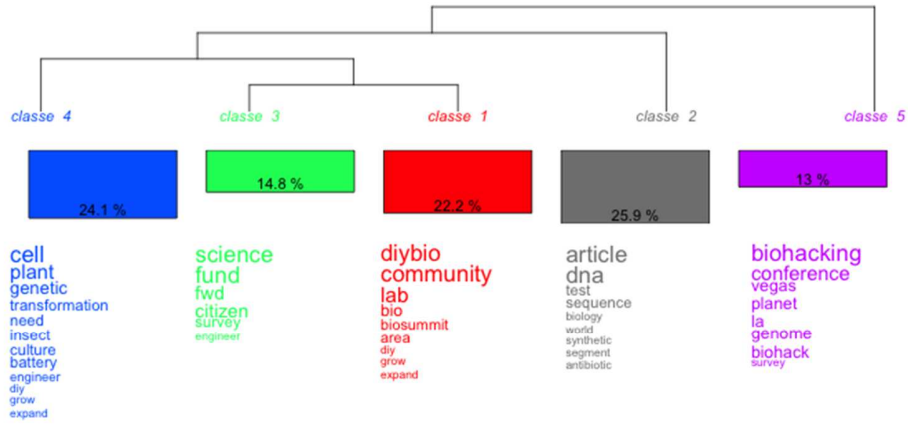 classe 4
classe 3
classe 1
classe 2
classe 5
24.1 %
14.8 %
22.2 %
25.9 %
13 %
cell
plant
genetic
transformation
need
insect
culture
battery
engineer
diy
grow
expand
science
fund
fwd
citizen
survey
engineer
diybio
community
lab
bio
biosummit
area
diy
grow
expand
article
dna
test
sequence
biology
world
synthetic
segment
antibiotic
biohacking
conference
vegas
planet
la
genome
biohack
survey